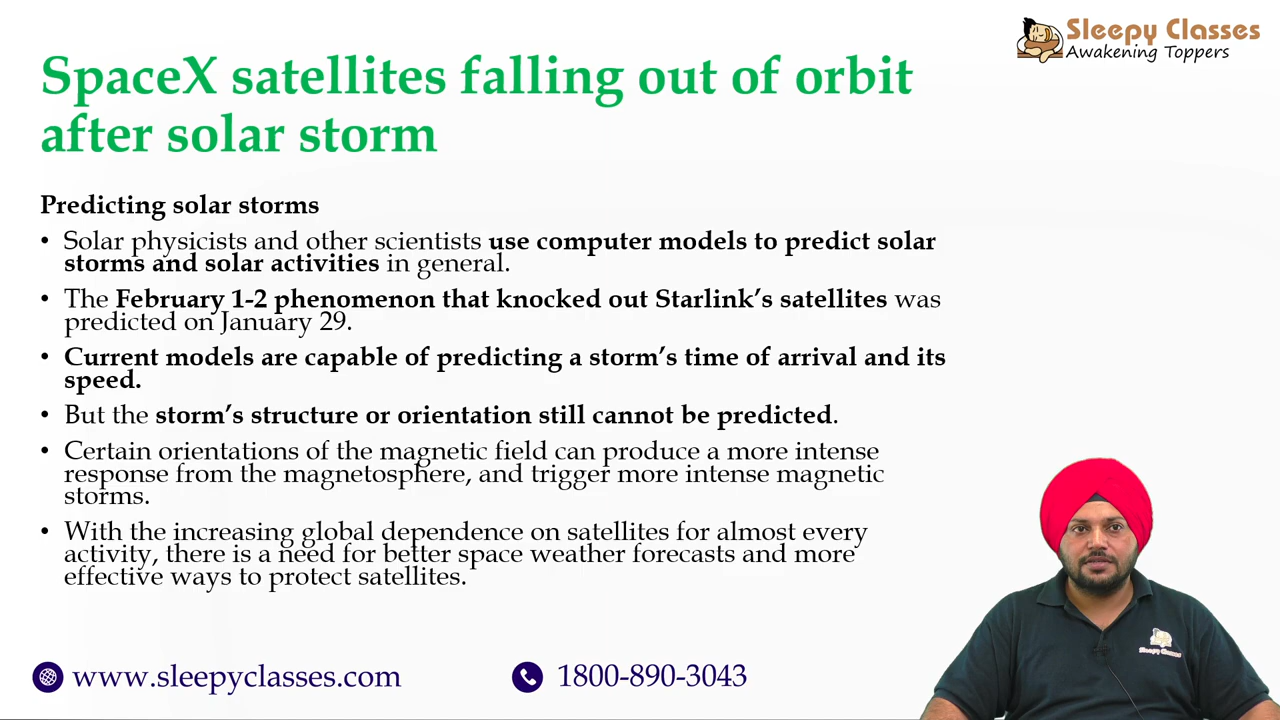 Sleepy Classes
Awakening Toppers
SpaceX satellites falling out of orbit
after solar storm
Predicting solar storms
• Solar physicists and other scientists use computer models to predict solar
storms and solar activities in general.
• The February 1-2 phenomenon that knocked out Starlink’s satellites was
predicted on January 29.
• Current models are capable of predicting a storm’s time of arrival and its
speed.
• But the storm’s structure or orientation still cannot be predicted.
• Certain orientations of the magnetic field can produce a more intense
response from the magnetosphere, and trigger more intense magnetic
storms.
• With the increasing global dependence on satellites for almost every
activity, there is a need for better space weather forecasts and more
effective ways to protect satellites.
Sleepy Classes
www.sleepyclasses.com
1800-890-3043